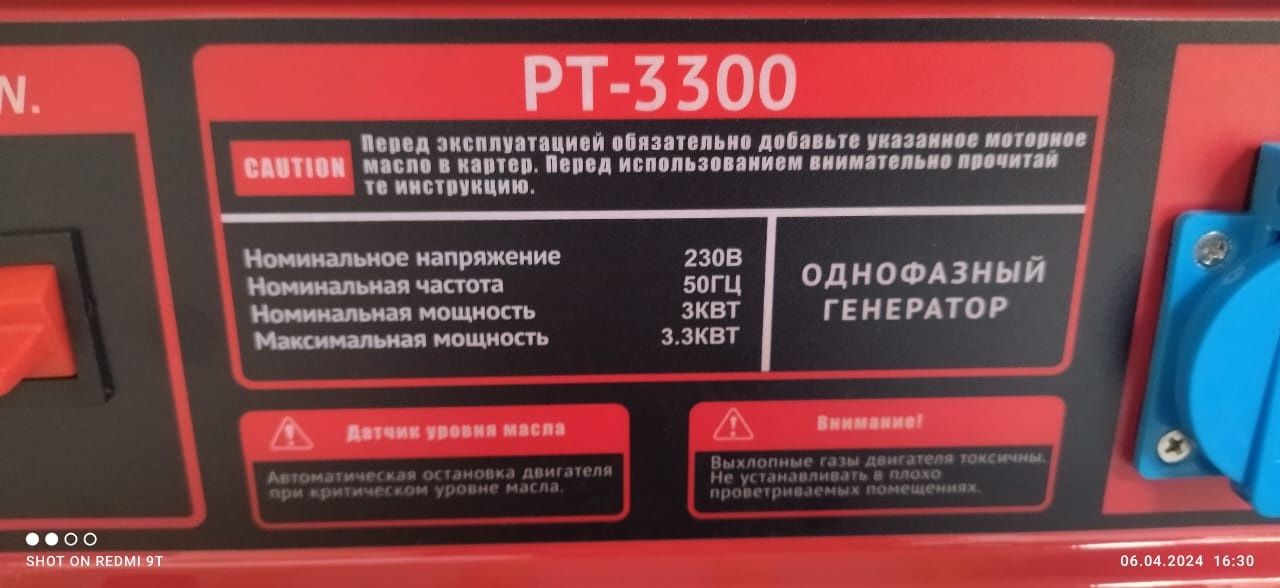 N.
PT-3300
CAUTION
Перед эксплуатацией обязательно добавьте указанное моторное
масло в картер. Перед использованием внимательно прочитай
те инструкцию.
Номинальное напряжение 230В
Номинальная частота 50ГЦ
Номинальная мощность 3КВТ
Максимальная мощность 3.3КВТ
ОДНОФАЗНЫЙ
ГЕНЕРАТОР
Датчик уровня масла
Автоматическая остановка двигателя
при критическом уровне масла.
Внимание!
Выхлопные газы двигателя токсичны.
Не устанавливать в плохо
проветриваемых помещениях.
SHOT ON REDMI 9T
06.04.2024 16:30